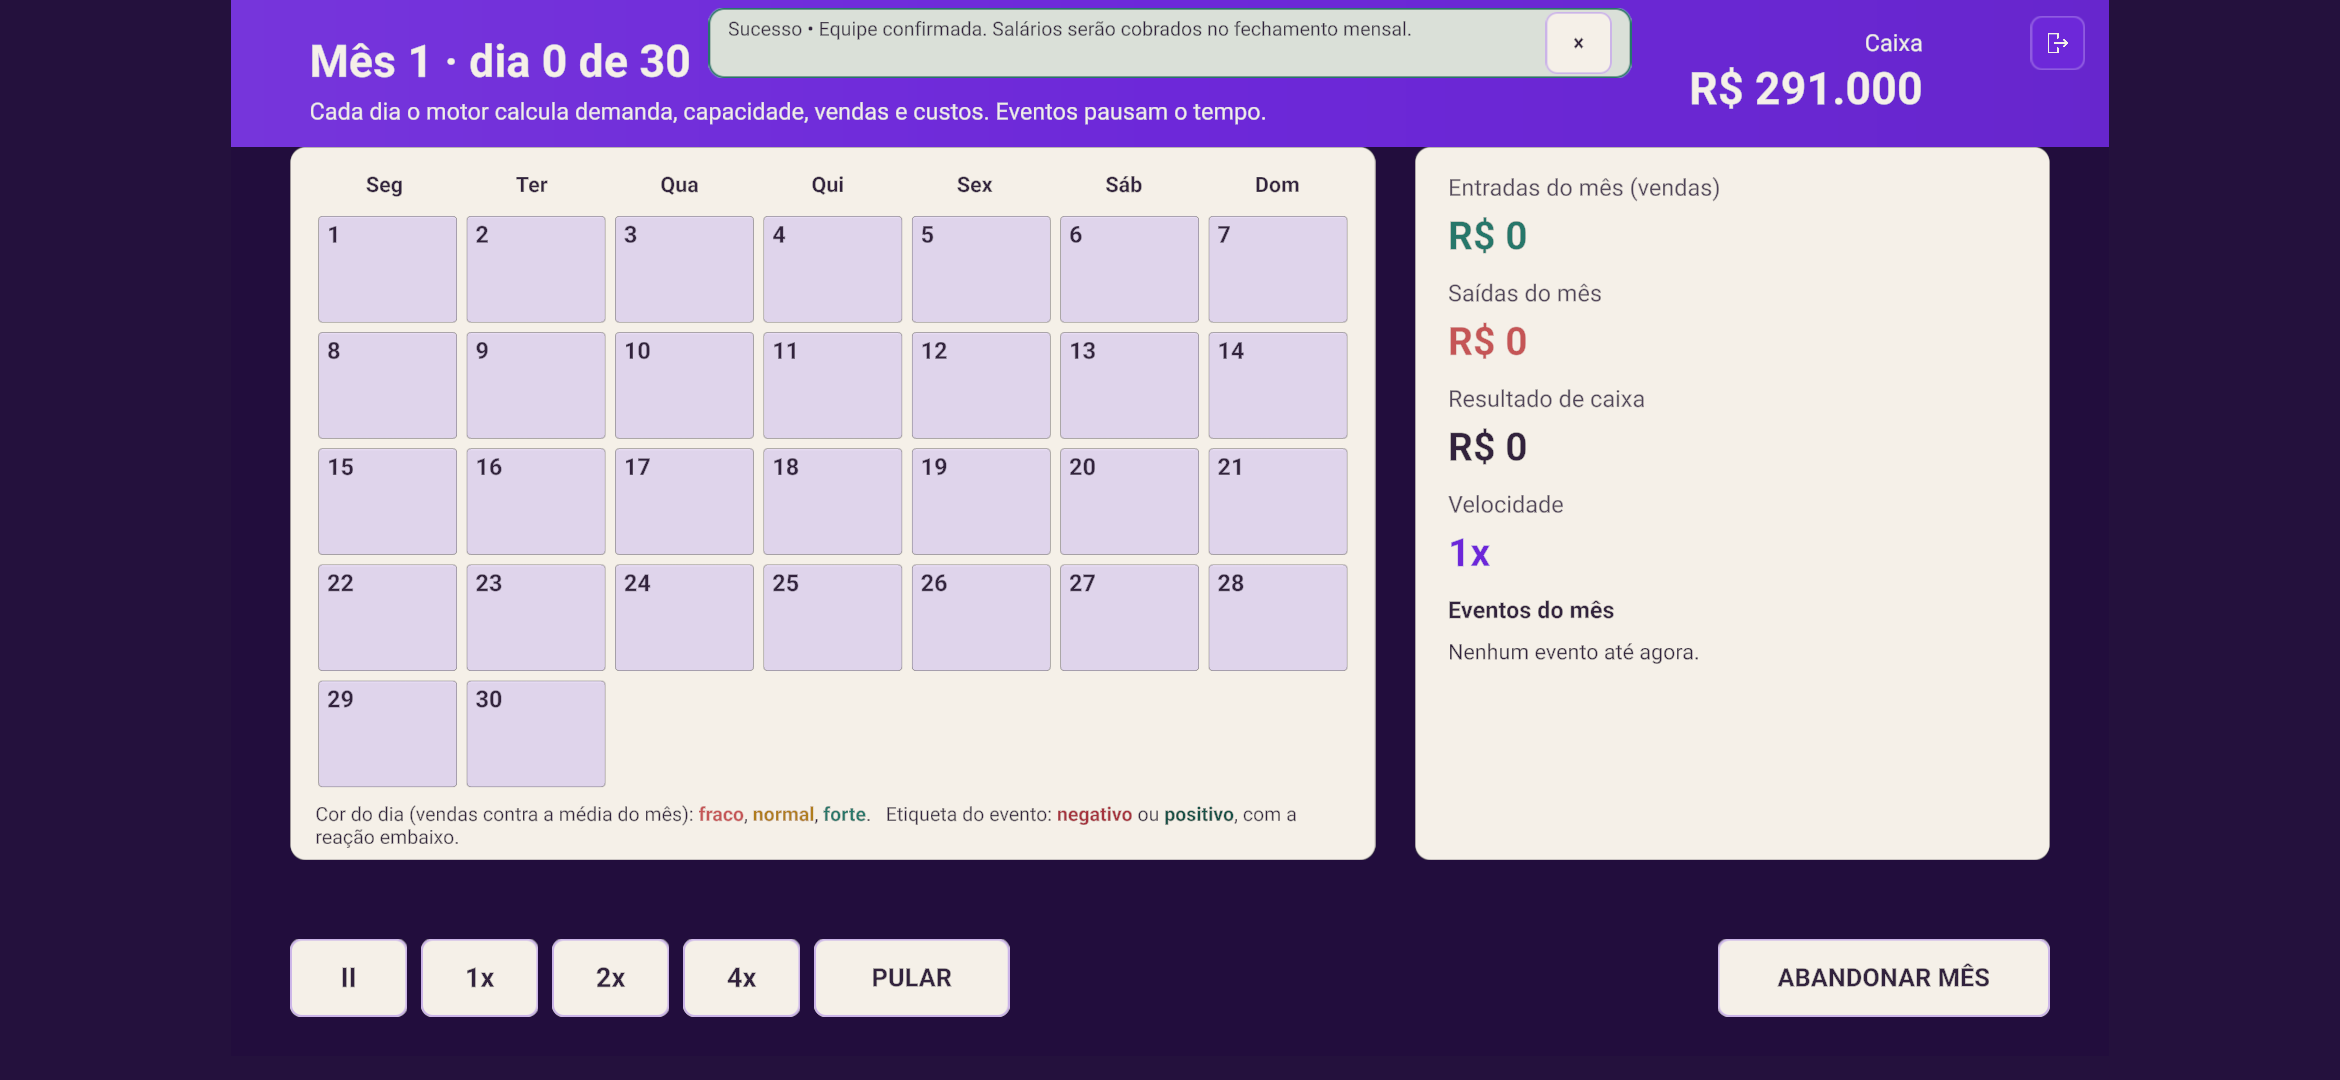 Sucesso • Equipe confirmada. Salários serão cobrados no fechamento mensal.
×
Mês 1 · dia 0 de 30
Cada dia o motor calcula demanda, capacidade, vendas e custos. Eventos pausam o tempo.
Caixa
R$ 291.000
Seg Ter Qua Qui Sex Sáb Dom
1 2 3 4 5 6 7
8 9 10 11 12 13 14
15 16 17 18 19 20 21
22 23 24 25 26 27 28
29 30
Cor do dia (vendas contra a média do mês): fraco, normal, forte. Etiqueta do evento: negativo ou positivo, com a
reação embaixo.
Entradas do mês (vendas)
R$ 0
Saídas do mês
R$ 0
Resultado de caixa
R$ 0
Velocidade
1x
Eventos do mês
Nenhum evento até agora.
II 1x 2x 4x PULAR
ABANDONAR MÊS